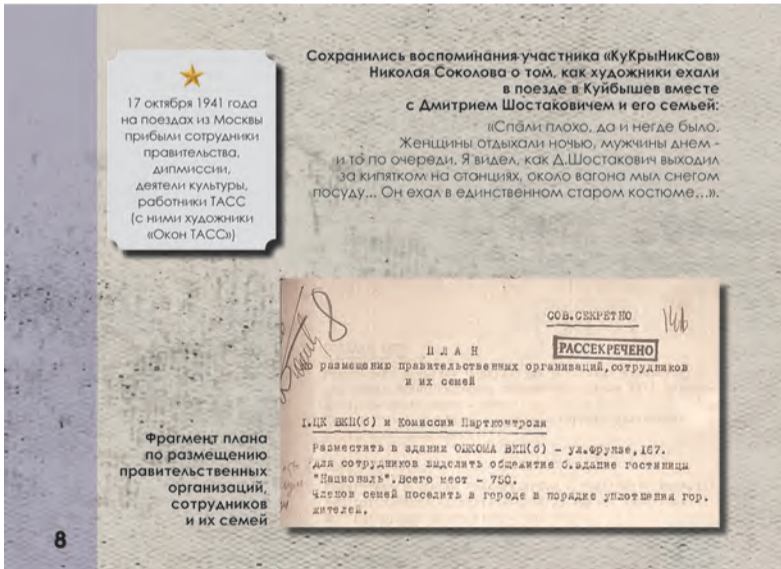 17 октября 1941 года
на поездах из Москвы
прибыли сотрудники
правительства,
дипмиссии,
деятели культуры,
работники ТАСС
(с ними художники
«Окон ТАСС»)
Сохранились воспоминания участника «КуКрыНикСов»
Николая Соколова о том, как художники ехали
в поезде в Куйбышев вместе
с Дмитрием Шостаковичем и его семьей:
«Спали плохо, да и негде было.
Женщины отдыхали ночью, мужчины днем -
и то по очереди. Я видел, как Д.Шостакович выходил
за кипятком на станциях, около вагона мыл снегом
посуду... Он ехал в единственном старом костюме...».
8
СОВ.СЕКРЕТНО 146
РАССЕКРЕЧЕНО
ПЛАН
по размещению правительственных организаций,сотрудников
и их семей
I.ЦК ВКП(б) и Комиссии Партконтроля
Разместить в здании ОБКОМА ВКП(б) - ул.Фрунзе,167.
Для сотрудников выделить общежитие б.здание гостиницы
"Националь".Всего мест - 750.
Членов семей поселить в городе в порядке уплотнения гор.
жителей.
Фрагмент плана
по размещению
правительственных
организаций,
сотрудников
и их семей
8